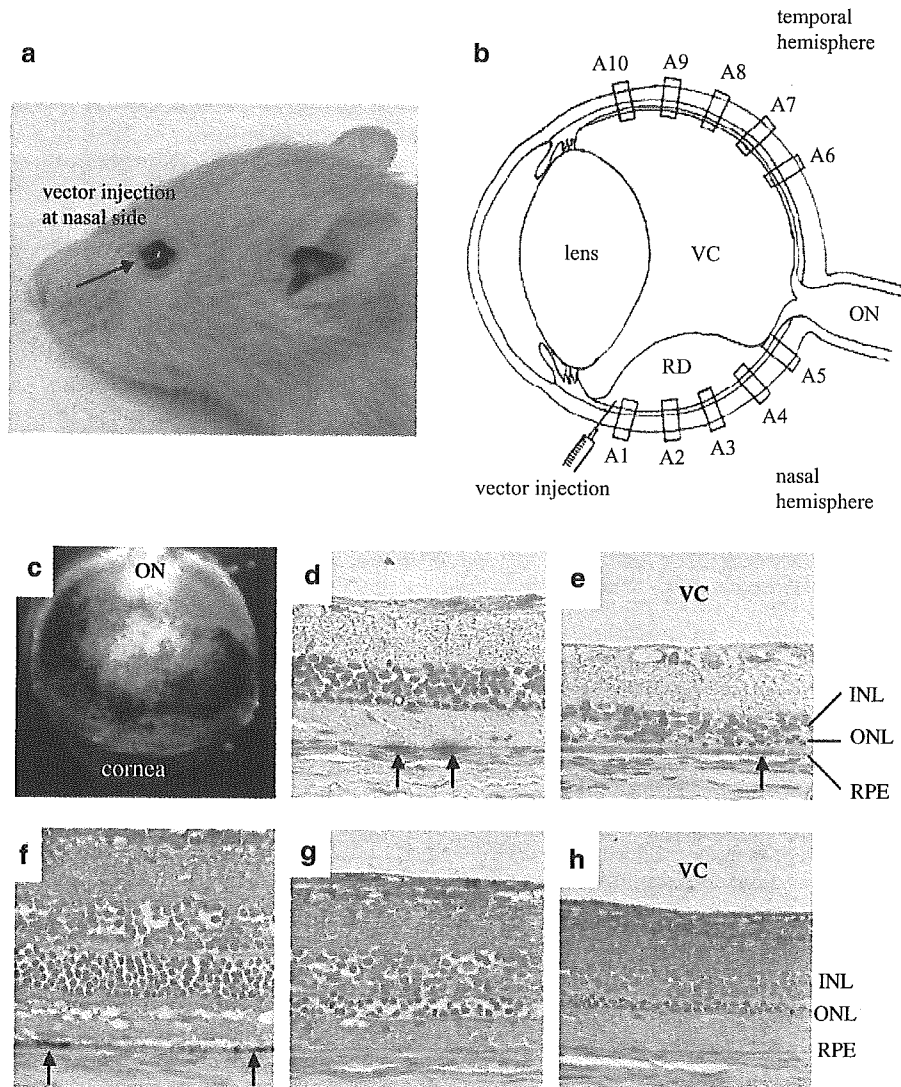 a
vector injection
at nasal side
b
temporal
hemisphere
A10
A9
A8
A7
A6
lens
VC
ON
RD
A5
A4
A3
A2
A1
vector injection
nasal
hemisphere
c
ON
cornea
d
e
VC
INL
ONL
RPE
f
g
h
VC
INL
ONL
RPE